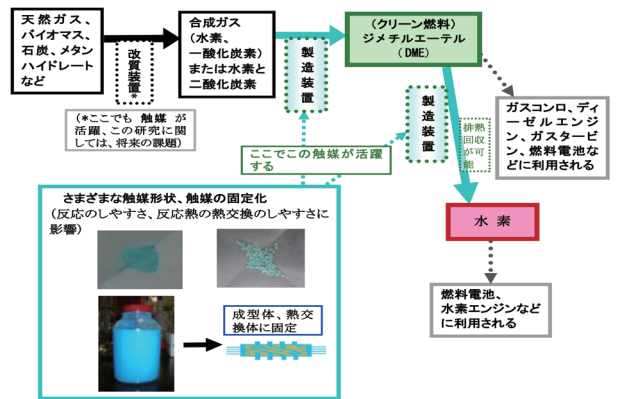 天然ガス、
バイオマス、
石炭、メタン
ハイドレート
など
改質装置*
合成ガス
(水素、
一酸化炭素)
または水素と
二酸化炭素
製造装置
(クリーン燃料)
ジメチルエーテル
(DME)
(*ここでも 触媒 が
活躍、この研究に関
しては、将来の課題)
製造装置
排熱
回収
が可
能
ガスコンロ、ディ
ーゼルエンジ
ン、ガスタービ
ン、燃料電池な
どに利用される
ここでこの触媒が活躍
する
さまざまな触媒形状、触媒の固定化
(反応のしやすさ、反応熱の熱交換のしやすさに
影響)
水 素
成型体、熱交
換体に固定
燃料電池、
水素エンジンなど
に利用される